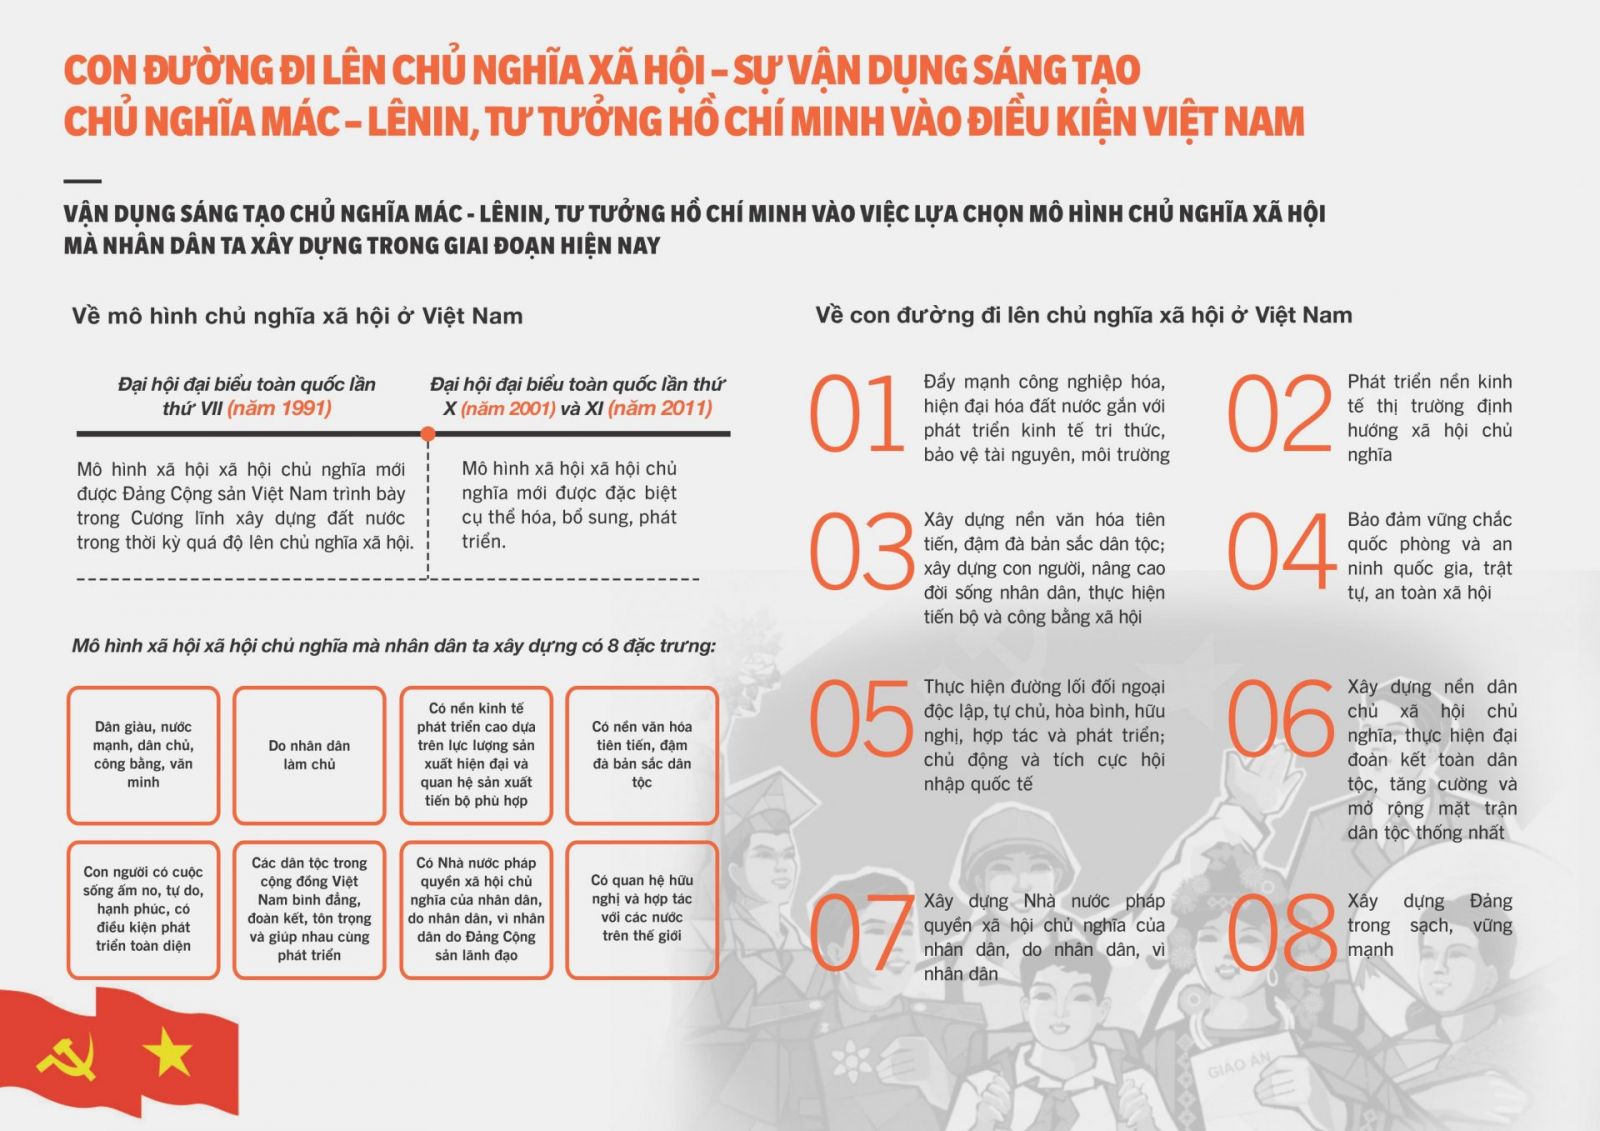 CON ĐƯỜNG ĐI LÊN CHỦ NGHĨA XÃ HỘI – SỰ VẬN DỤNG SÁNG TẠO
CHỦ NGHĨA MÁC – LÊNIN, TƯ TƯỞNG HỒ CHÍ MINH VÀO ĐIỀU KIỆN VIỆT NAM
VẬN DỤNG SÁNG TẠO CHỦ NGHĨA MÁC - LÊNIN, TƯ TƯỞNG HỒ CHÍ MINH VÀO VIỆC LỰA CHỌN MÔ HÌNH CHỦ NGHĨA XÃ HỘI
MÀ NHÂN DÂN TA XÂY DỰNG TRONG GIAI ĐOẠN HIỆN NAY
Về mô hình chủ nghĩa xã hội ở Việt Nam
Đại hội đại biểu toàn quốc lần
thứ VII (năm 1991)
Đại hội đại biểu toàn quốc lần thứ
X (năm 2001) và XI (năm 2011)
Mô hình xã hội xã hội chủ nghĩa mới
được Đảng Cộng sản Việt Nam trình bày
trong Cương lĩnh xây dựng đất nước
trong thời kỳ quá độ lên chủ nghĩa xã hội.
Mô hình xã hội xã hội chủ
nghĩa mới được đặc biệt
cụ thể hóa, bổ sung, phát
triển.
Mô hình xã hội xã hội chủ nghĩa mà nhân dân ta xây dựng có 8 đặc trưng:
Dân giàu, nước
mạnh, dân chủ,
công bằng, văn
minh
Do nhân dân
làm chủ
Có nền kinh tế
phát triển cao dựa
trên lực lượng sản
xuất hiện đại và
quan hệ sản xuất
tiến bộ phù hợp
Có nền văn hóa
tiên tiến, đậm
đà bản sắc dân
tộc
Con người có cuộc
sống ấm no, tự do,
hạnh phúc, có
điều kiện phát
triển toàn diện
Các dân tộc trong
cộng đồng Việt
Nam bình đẳng,
đoàn kết, tôn trọng
và giúp nhau cùng
phát triển
Có Nhà nước pháp
quyền xã hội chủ
nghĩa của nhân dân,
do nhân dân, vì nhân
dân do Đảng Cộng
sản lãnh đạo
Có quan hệ hữu
nghị và hợp tác
với các nước
trên thế giới
Về con đường đi lên chủ nghĩa xã hội ở Việt Nam
01
Đẩy mạnh công nghiệp hóa,
hiện đại hóa đất nước gắn với
phát triển kinh tế tri thức,
bảo vệ tài nguyên, môi trường
02
Phát triển nền kinh
tế thị trường định
hướng xã hội chủ
nghĩa
03
Xây dựng nền văn hóa tiên
tiến, đậm đà bản sắc dân tộc;
xây dựng con người, nâng cao
đời sống nhân dân, thực hiện
tiến bộ và công bằng xã hội
04
Bảo đảm vững chắc
quốc phòng và an
ninh quốc gia, trật
tự, an toàn xã hội
05
Thực hiện đường lối đối ngoại
độc lập, tự chủ, hòa bình, hữu
nghị, hợp tác và phát triển;
chủ động và tích cực hội
nhập quốc tế
06
Xây dựng nền dân
chủ xã hội chủ
nghĩa, thực hiện đại
đoàn kết toàn dân
tộc, tăng cường và
mở rộng mặt trận
dân tộc thống nhất
07
Xây dựng Nhà nước pháp
quyền xã hội chủ nghĩa của
nhân dân, do nhân dân, vì
nhân dân
08
Xây dựng Đảng
trong sạch, vững
mạnh
GIÁO ÁN